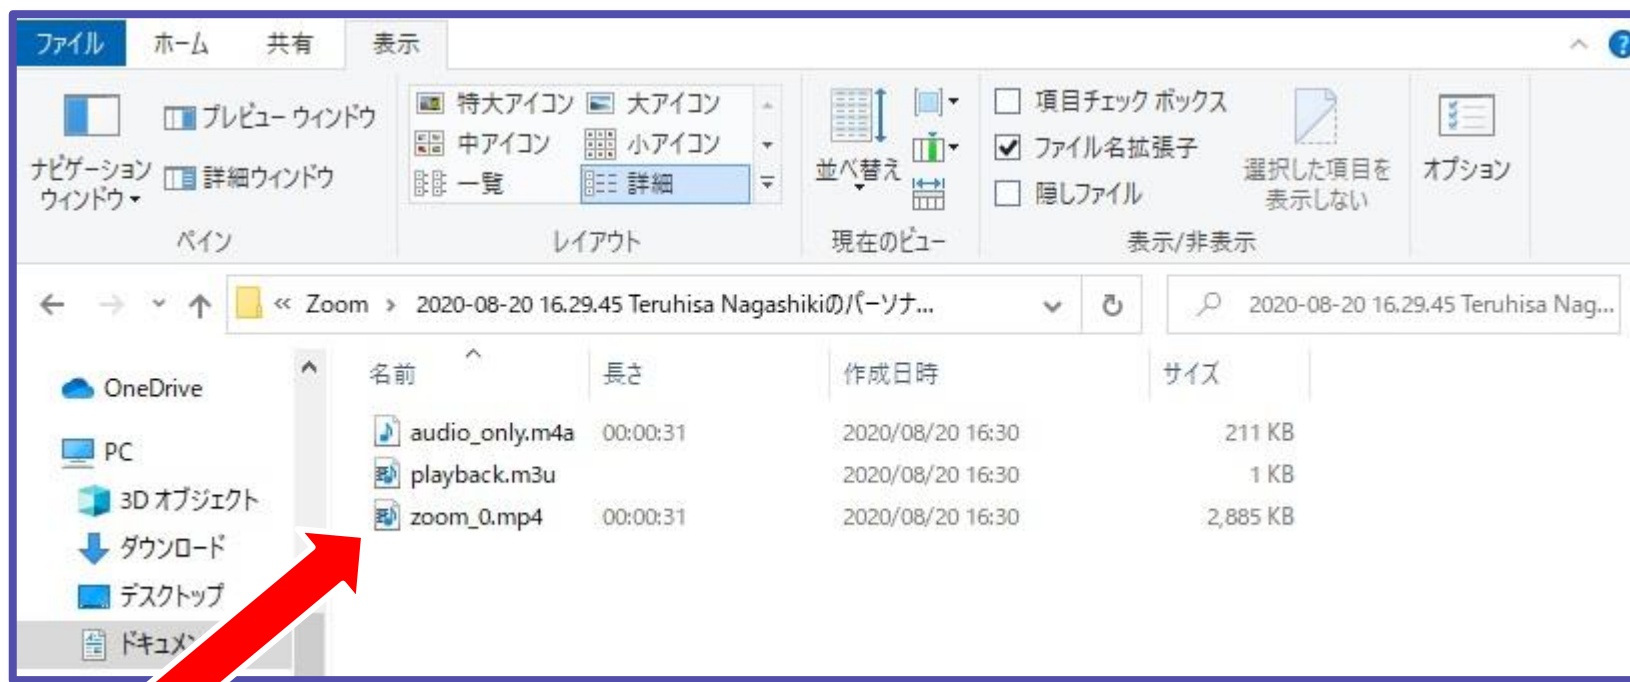 ファイル ホーム 共有 表示
プレビュー ウィンドウ
詳細ウィンドウ
ナビゲーション
ウィンドウ
ペイン
特大アイコン 大アイコン
中アイコン 小アイコン
一覧 詳細
レイアウト
並べ替え
現在のビュー
項目チェック ボックス
ファイル名拡張子
隠しファイル
選択した項目を
表示しない
表示/非表示
オプション
« Zoom › 2020-08-20 16.29.45 Teruhisa Nagashikiのパーソナ...
2020-08-20 16.29.45 Teruhisa Nag...
OneDrive
PC
3D オブジェクト
ダウンロード
デスクトップ
ドキュメン
名前 長さ 作成日時 サイズ
audio_only.m4a 00:00:31 2020/08/20 16:30 211 KB
playback.m3u 2020/08/20 16:30 1 KB
zoom_0.mp4 00:00:31 2020/08/20 16:30 2,885 KB